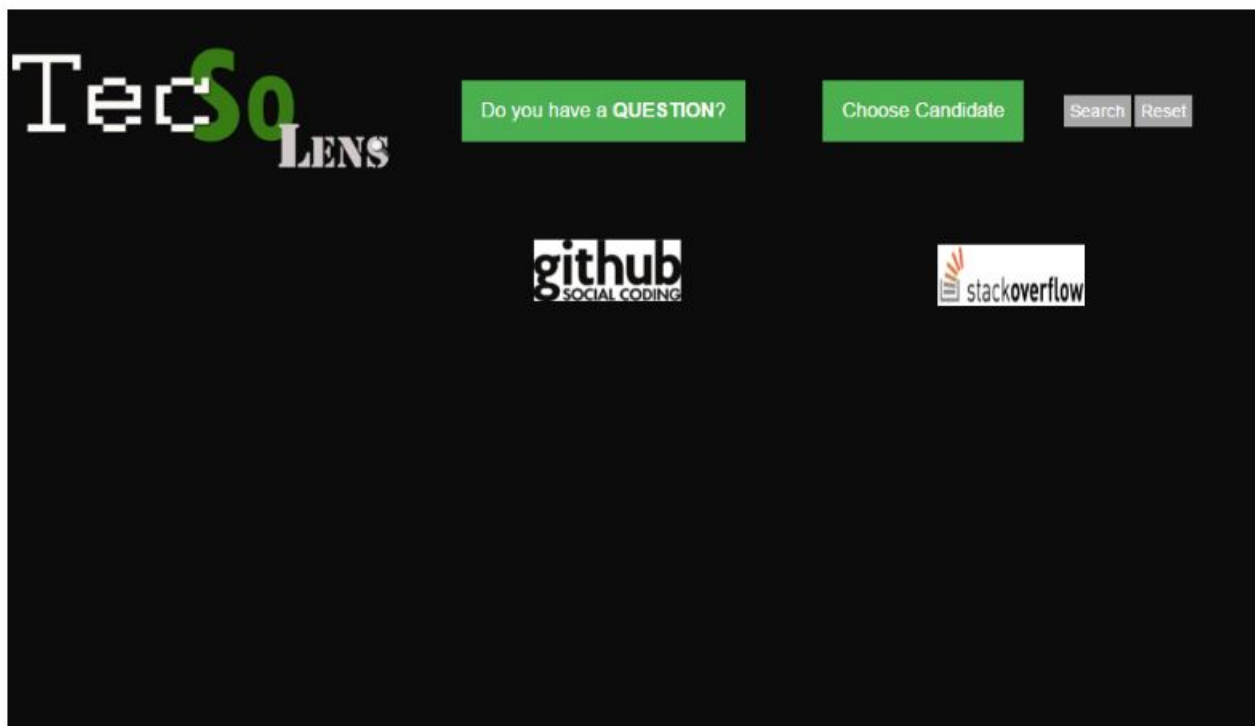 TecSo
LENS
Do you have a QUESTION?
Choose Candidate
Search
Reset
github
SOCIAL CODING
stackoverflow